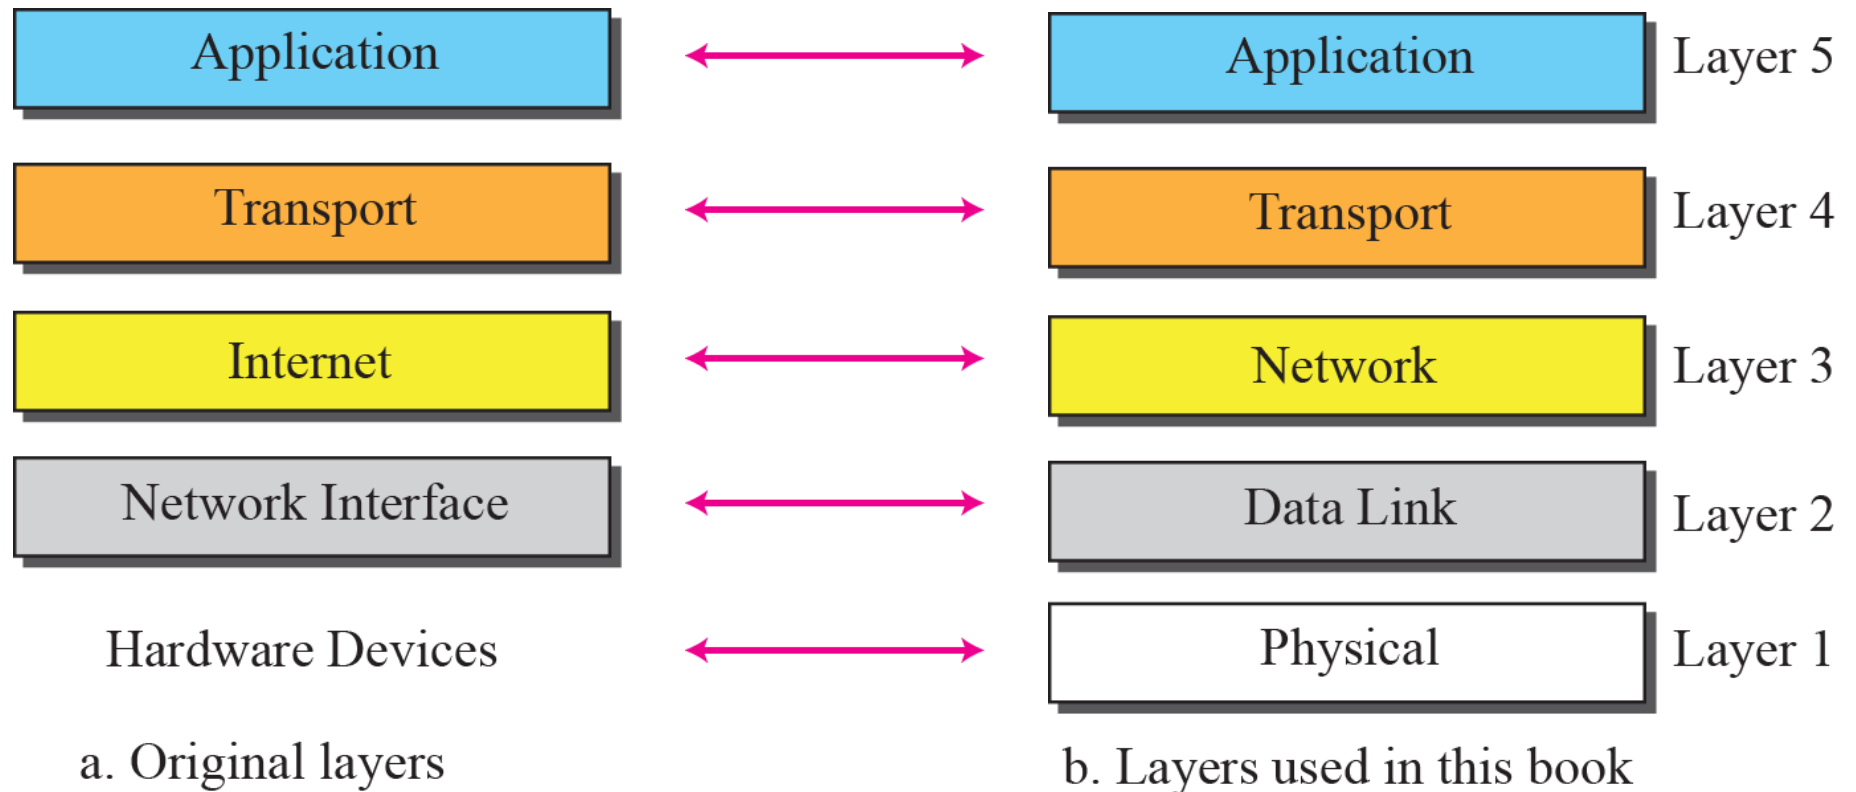 Application
Application
Layer 5
Transport
Transport
Layer 4
Internet
Network
Layer 3
Network Interface
Data Link
Layer 2
Hardware Devices
Physical
Layer 1
a. Original layers
b. Layers used in this book